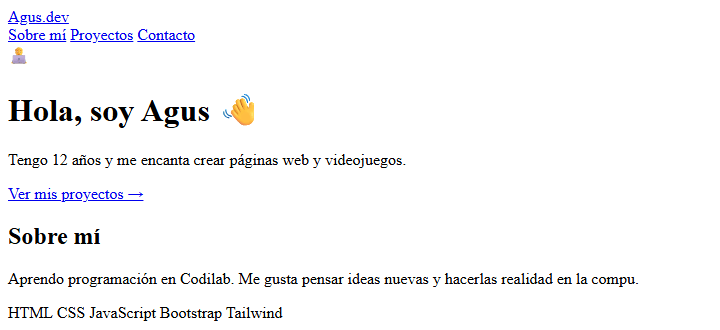 Agus.dev
Sobre mí Proyectos Contacto
Hola, soy Agus 👋
Tengo 12 años y me encanta crear páginas web y videojuegos.
Ver mis proyectos →
Sobre mí
Aprendo programación en Codilab. Me gusta pensar ideas nuevas y hacerlas realidad en la compu.
HTML CSS JavaScript Bootstrap Tailwind